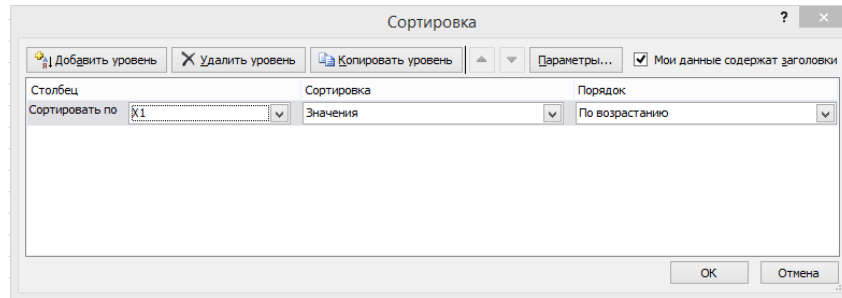 Сортировка ?
Добавить уровень Удалить уровень Копировать уровень Параметры... Мои данные содержат заголовки
Столбец Сортировка Порядок
Сортировать по X1 Значения По возрастанию
ОК Отмена